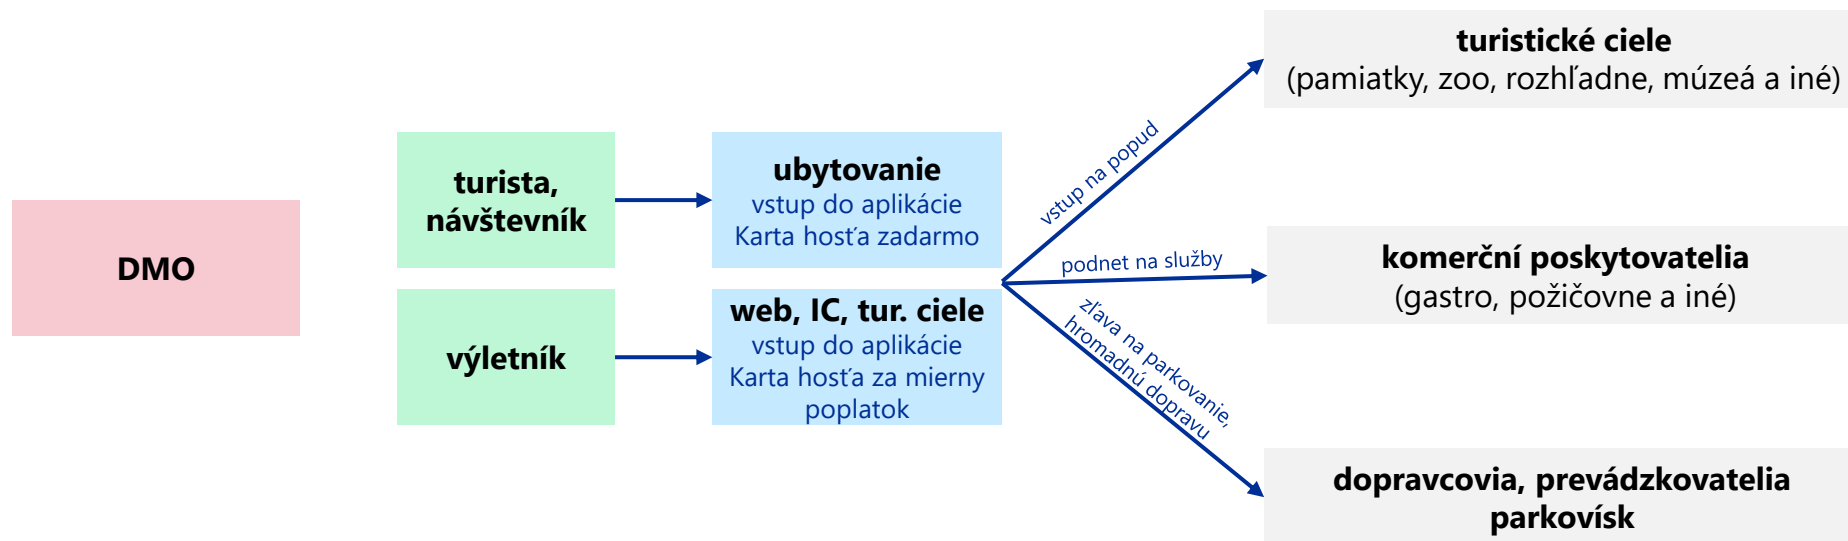 DMO
turista,
návštevník
výletník
ubytovanie
vstup do aplikácie
Karta hosťa zadarmo
web, IC, tur. ciele
vstup do aplikácie
Karta hosťa za mierny
poplatok
vstup na popud
podnet na služby
zľava na parkovanie,
hromadnú dopravu
turistické ciele
(pamiatky, zoo, rozhľadne, múzeá a iné)
komerční poskytovatelia
(gastro, požičovne a iné)
dopravcovia, prevádzkovatelia
parkovísk